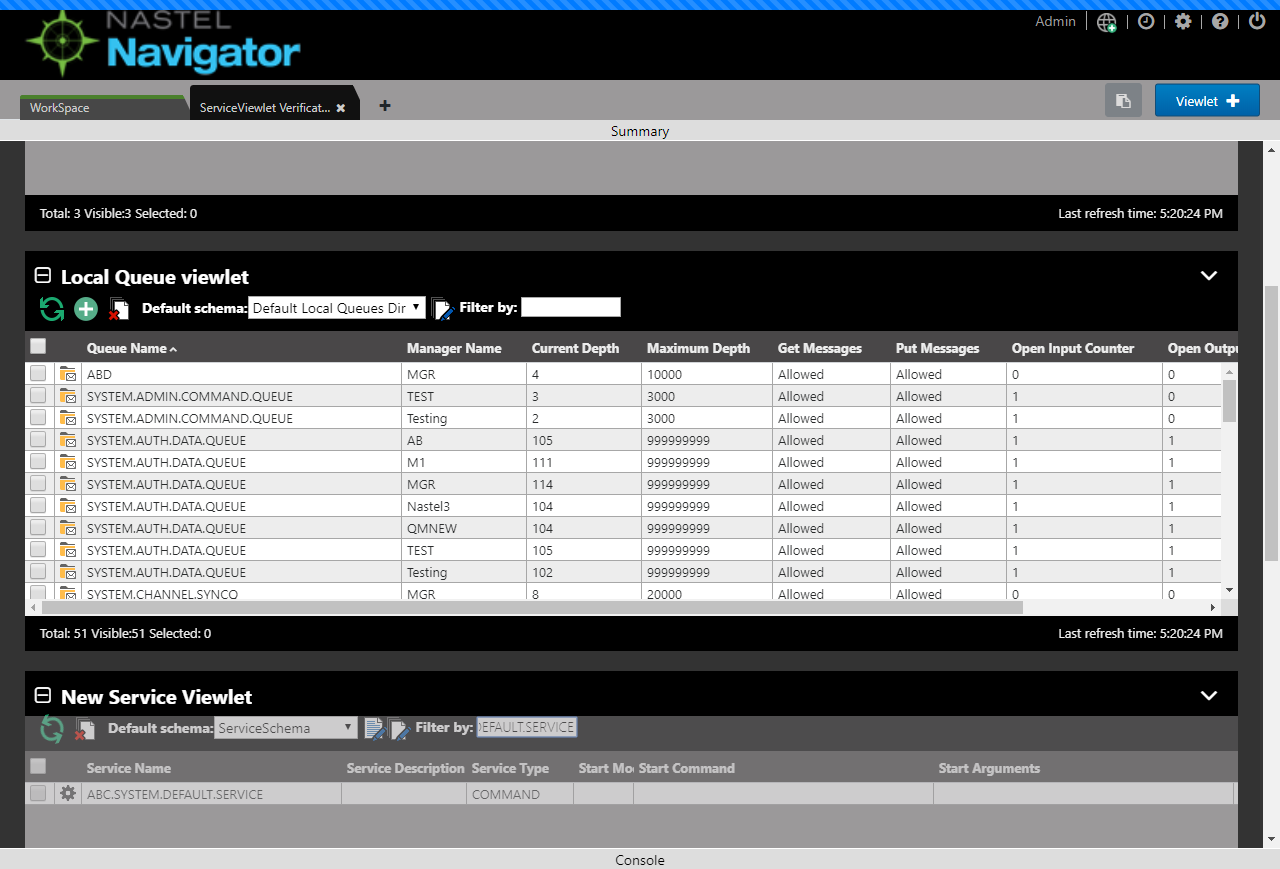 NASTEL
Navigator
Admin
WorkSpace
ServiceViewlet Verificat...
Viewlet
Summary
Total: 3 Visible:3 Selected: 0 Last refresh time: 5:20:24 PM
Local Queue viewlet
Default schema: Default Local Queues Dir Filter by:
Queue Name Manager Name Current Depth Maximum Depth Get Messages Put Messages Open Input Counter Open Outpu
ABD MGR 4 10000 Allowed Allowed 0 0
SYSTEM.ADMIN.COMMAND.QUEUE TEST 3 3000 Allowed Allowed 1 0
SYSTEM.ADMIN.COMMAND.QUEUE Testing 2 3000 Allowed Allowed 1 0
SYSTEM.AUTH.DATA.QUEUE AB 105 999999999 Allowed Allowed 1 1
SYSTEM.AUTH.DATA.QUEUE M1 111 999999999 Allowed Allowed 1 1
SYSTEM.AUTH.DATA.QUEUE MGR 114 999999999 Allowed Allowed 1 1
SYSTEM.AUTH.DATA.QUEUE Nastel3 104 999999999 Allowed Allowed 1 1
SYSTEM.AUTH.DATA.QUEUE QMNEW 104 999999999 Allowed Allowed 1 1
SYSTEM.AUTH.DATA.QUEUE TEST 105 999999999 Allowed Allowed 1 1
SYSTEM.AUTH.DATA.QUEUE Testing 102 999999999 Allowed Allowed 1 1
SYSTEM.CHANNEL.SYNCQ MGR 8 20000 Allowed Allowed 0 0
Total: 51 Visible:51 Selected: 0 Last refresh time: 5:20:24 PM
New Service Viewlet
Default schema: ServiceSchema Filter by: DEFAULT.SERVICE
Service Name Service Description Service Type Start Mo Start Command Start Arguments
ABC.SYSTEM.DEFAULT.SERVICE COMMAND
Console